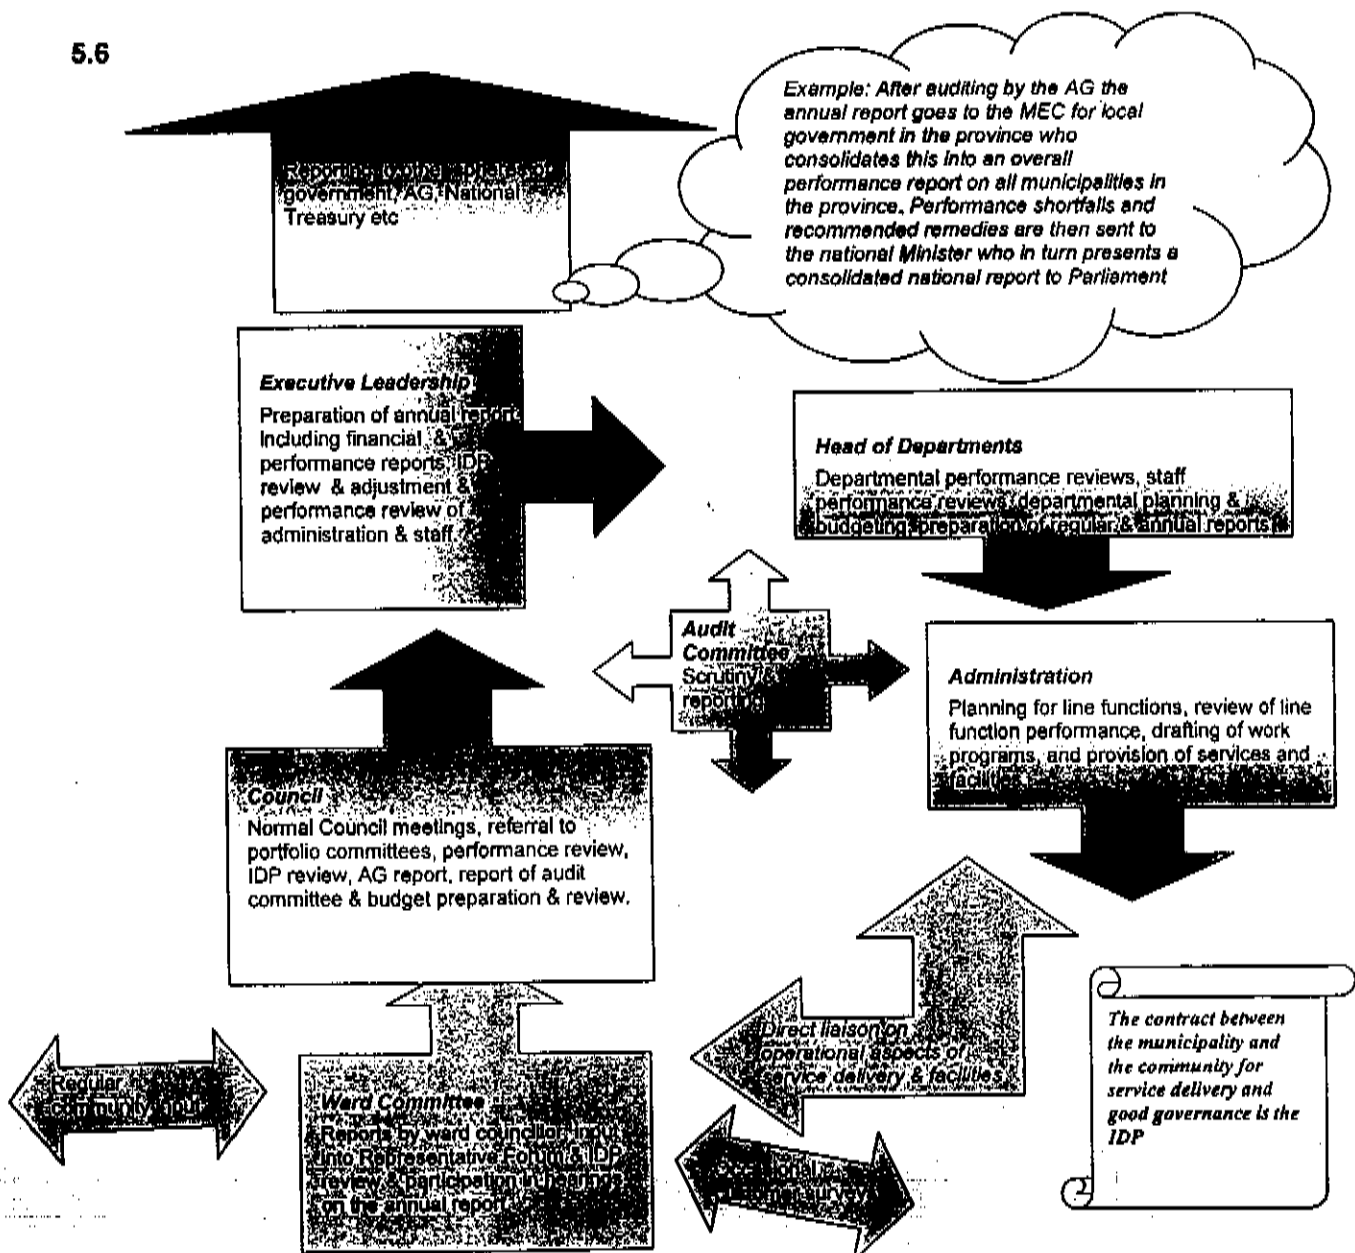 5.6
Example: After auditing by the AG the
annual report goes to the MEC for local
government in the province who
consolidates this into an overall
performance report on all municipalities in
the province. Performance shortfalls and
recommended remedies are then sent to
the national Minister who in turn presents a
consolidated national report to Parliament
Reporting to other spheres of
government, AG, National
Treasury etc
Executive Leadership
Preparation of annual report
including financial &
performance reports, IDP
review & adjustment &
performance review of
administration & staff
Head of Departments
Departmental performance reviews, staff
performance reviews, departmental planning &
budgeting, preparation of regular & annual reports
Audit
Committee
Scrutiny &
reporting
Administration
Planning for line functions, review of line
function performance, drafting of work
programs, and provision of services and
Council
Normal Council meetings, referral to
portfolio committees, performance review,
IDP review, AG report, report of audit
committee & budget preparation & review.
Direct liaison on
operational aspects of
service delivery & facilities
The contract between
the municipality and
the community for
service delivery and
good governance is the
IDP
Regular
community input
Ward Committee
Reports by ward councillor, input
into Representative Forum & IDP
review & participation in hearings
on the annual report
survey